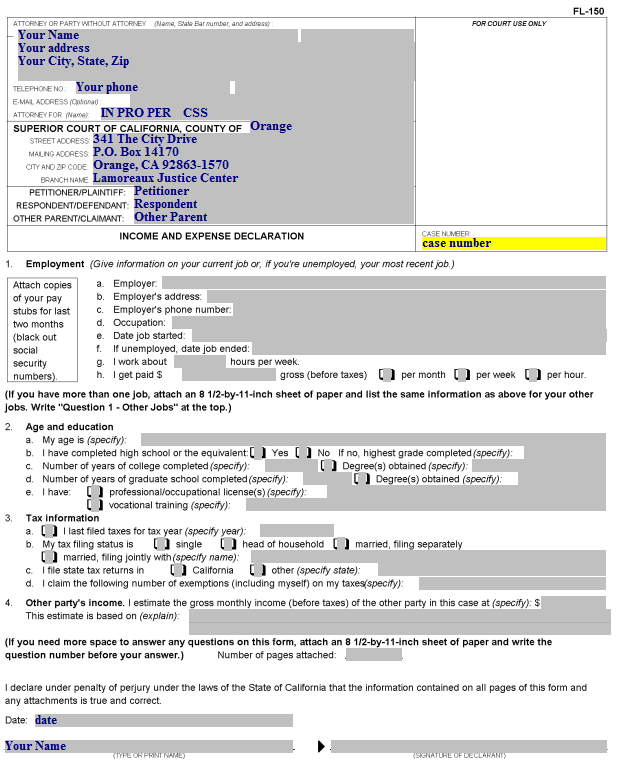 FL-150
ATTORNEY OR PARTY WITHOUT ATTORNEY (Name, State Bar number, and address):
FOR COURT USE ONLY
Your Name
Your address
Your City, State, Zip
TELEPHONE NO.: Your phone
E-MAIL ADDRESS (Optional):
ATTORNEY FOR (Name): IN PRO PER CSS
SUPERIOR COURT OF CALIFORNIA, COUNTY OF Orange
STREET ADDRESS: 341 The City Drive
MAILING ADDRESS: P.O. Box 14170
CITY AND ZIP CODE: Orange, CA 92863-1570
BRANCH NAME: Lamoreaux Justice Center
PETITIONER/PLAINTIFF: Petitioner
RESPONDENT/DEFENDANT: Respondent
OTHER PARENT/CLAIMANT: Other Parent
INCOME AND EXPENSE DECLARATION
CASE NUMBER:
case number
1. Employment (Give information on your current job or, if you're unemployed, your most recent job.)
Attach copies
of your pay
stubs for last
two months
(black out
social
security
numbers).
a. Employer:
b. Employer's address:
c. Employer's phone number:
d. Occupation:
e. Date job started:
f. If unemployed, date job ended:
g. I work about hours per week.
h. I get paid $ gross (before taxes) per month per week per hour.
(If you have more than one job, attach an 8 1/2-by-11-inch sheet of paper and list the same information as above for your other
jobs. Write "Question 1 - Other Jobs" at the top.)
2. Age and education
a. My age is (specify):
b. I have completed high school or the equivalent: Yes No If no, highest grade completed (specify):
c. Number of years of college completed (specify): Degree(s) obtained (specify):
d. Number of years of graduate school completed (specify): Degree(s) obtained (specify):
e. I have: professional/occupational license(s) (specify):
vocational training (specify):
3. Tax information
a. I last filed taxes for tax year (specify year):
b. My tax filing status is single head of household married, filing separately
married, filing jointly with (specify name):
c. I file state tax returns in California other (specify state):
d. I claim the following number of exemptions (including myself) on my taxes(specify):
4. Other party's income. I estimate the gross monthly income (before taxes) of the other party in this case at (specify): $
This estimate is based on (explain):
(If you need more space to answer any questions on this form, attach an 8 1/2-by-11-inch sheet of paper and write the
question number before your answer.) Number of pages attached:
I declare under penalty of perjury under the laws of the State of California that the information contained on all pages of this form and
any attachments is true and correct.
Date: date
Your Name
(TYPE OR PRINT NAME)
(SIGNATURE OF DECLARANT)